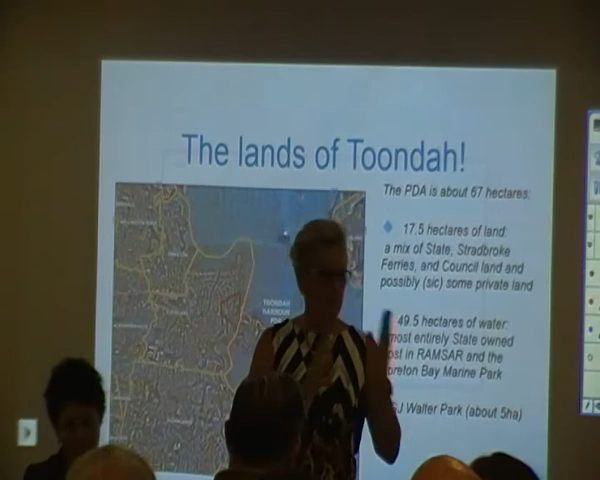 The lands of Toondah!
The PDA is about 67 hectares:
17.5 hectares of land:
a mix of State, Stradbroke
Ferries, and Council land and
possibly (sic) some private land
49.5 hectares of water:
most entirely State owned
in RAMSAR and the
Bay Marine Park
Walter Park (about 5ha)
TOONDAH
HARBOUR